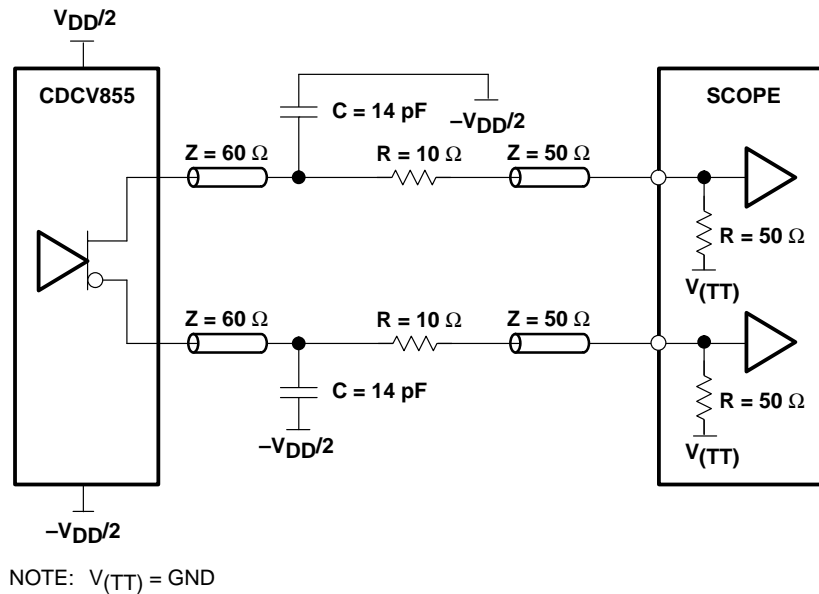 VDD/2
CDCV855
SCOPE
C = 14 pF
–VDD/2
Z = 60 Ω
R = 10 Ω
Z = 50 Ω
R = 50 Ω
V(TT)
Z = 60 Ω
R = 10 Ω
Z = 50 Ω
C = 14 pF
R = 50 Ω
–VDD/2
V(TT)
–VDD/2
NOTE: V(TT) = GND